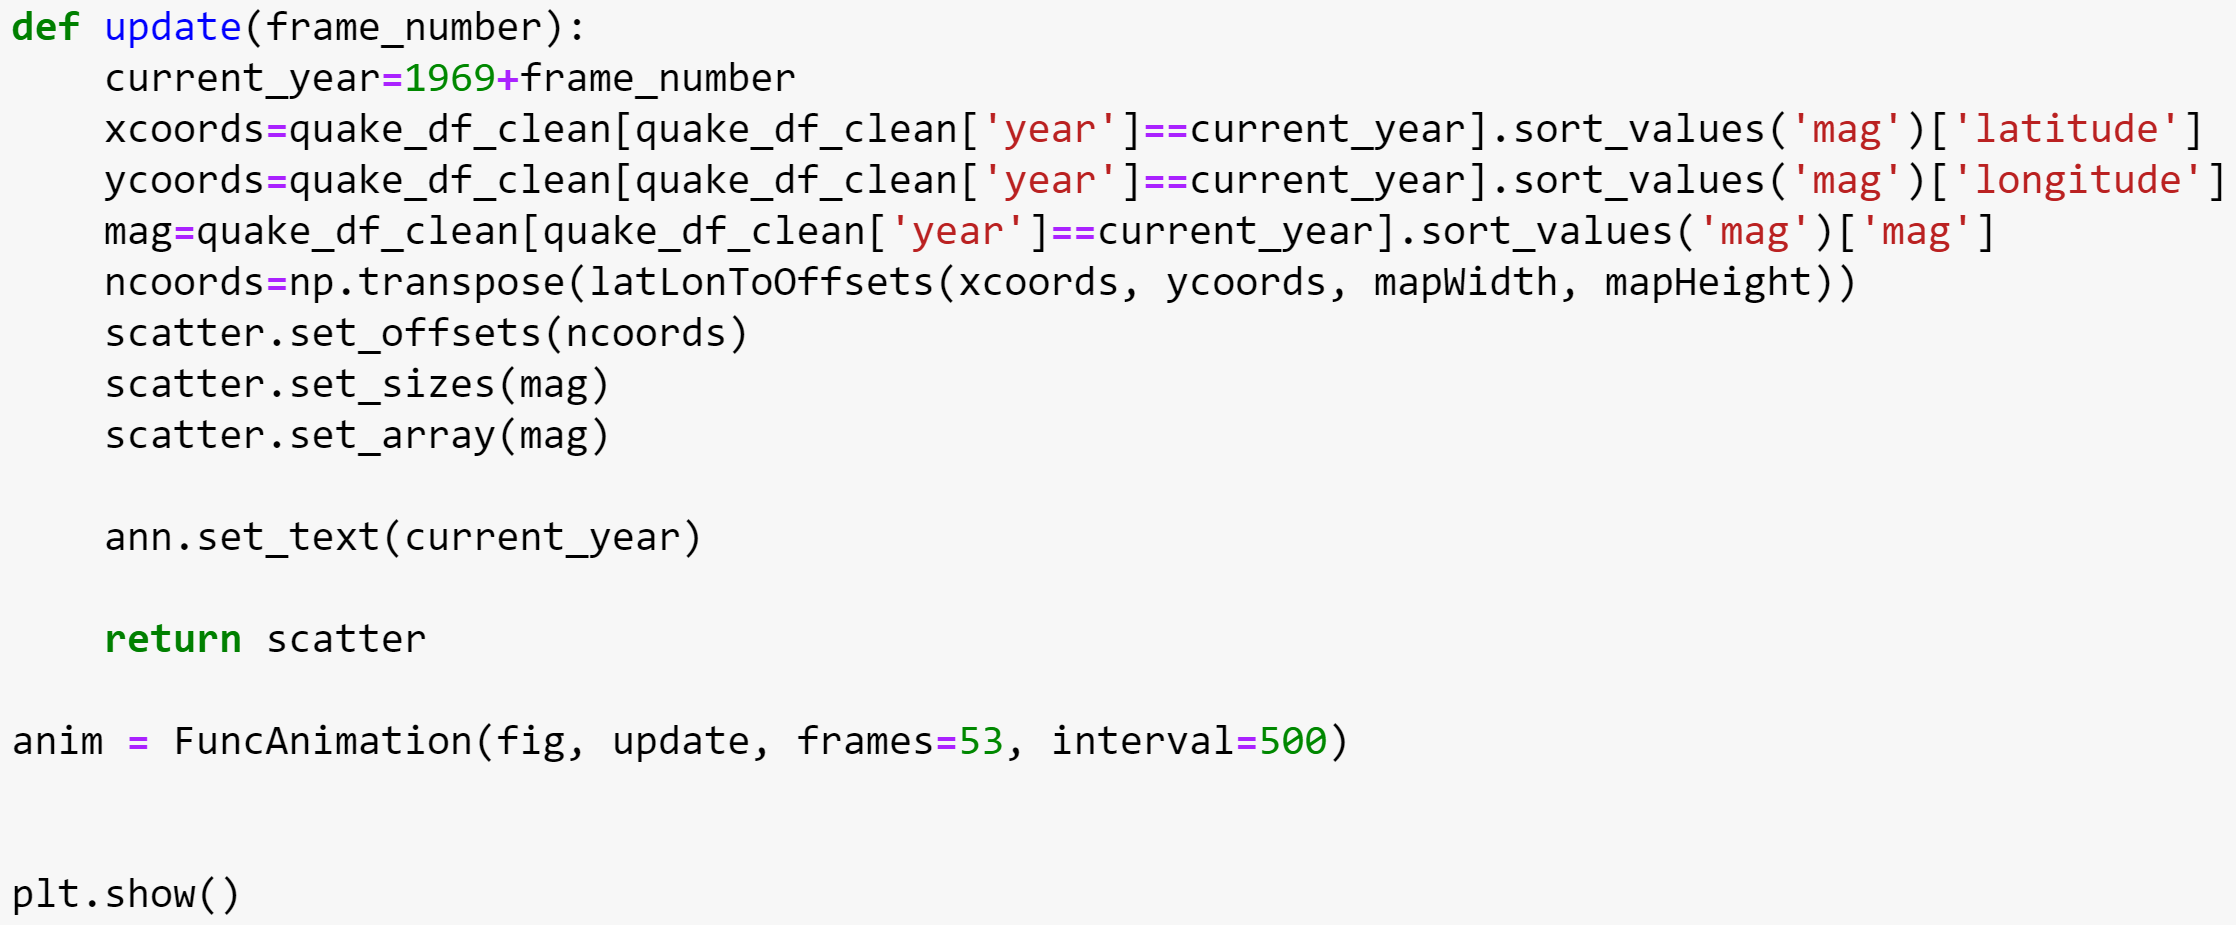 def update(frame_number):
    current_year=1969+frame_number
    xcoords=quake_df_clean[quake_df_clean['year']==current_year].sort_values('mag')['latitude']
    ycoords=quake_df_clean[quake_df_clean['year']==current_year].sort_values('mag')['longitude']
    mag=quake_df_clean[quake_df_clean['year']==current_year].sort_values('mag')['mag']
    ncoords=np.transpose(latLonToOffsets(xcoords, ycoords, mapWidth, mapHeight))
    scatter.set_offsets(ncoords)
    scatter.set_sizes(mag)
    scatter.set_array(mag)
    ann.set_text(current_year)
    return scatter
anim = FuncAnimation(fig, update, frames=53, interval=500)
plt.show()